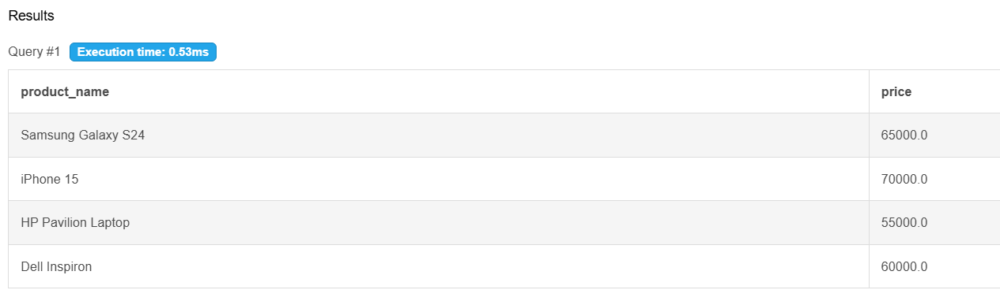 Results
Query #1 Execution time: 0.53ms
product_name price
Samsung Galaxy S24 65000.0
iPhone 15 70000.0
HP Pavilion Laptop 55000.0
Dell Inspiron 60000.0